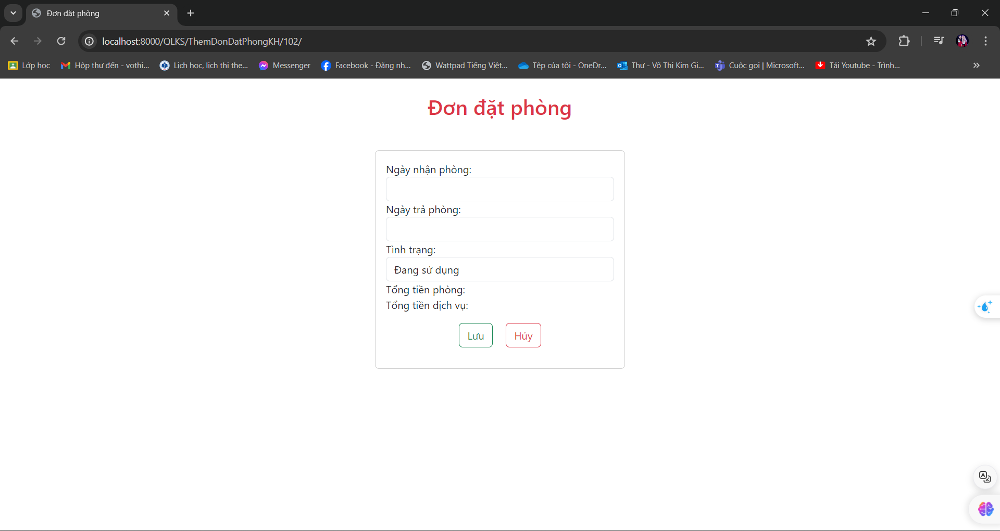 Đơn đặt phòng
localhost:8000/QLKS/ThemDonDatPhongKH/102/
Lớp học
Hộp thư đến - vothi...
Lịch học, lịch thi the...
Messenger
Facebook - Đăng nh...
Wattpad Tiếng Việt...
Tệp của tôi - OneDr...
Thư - Võ Thị Kim Gi...
Cuộc gọi | Microsoft...
Tải Youtube - Trình...
Đơn đặt phòng
Ngày nhận phòng:
Ngày trả phòng:
Tình trạng:
Đang sử dụng
Tổng tiền phòng:
Tổng tiền dịch vụ:
Lưu
Hủy